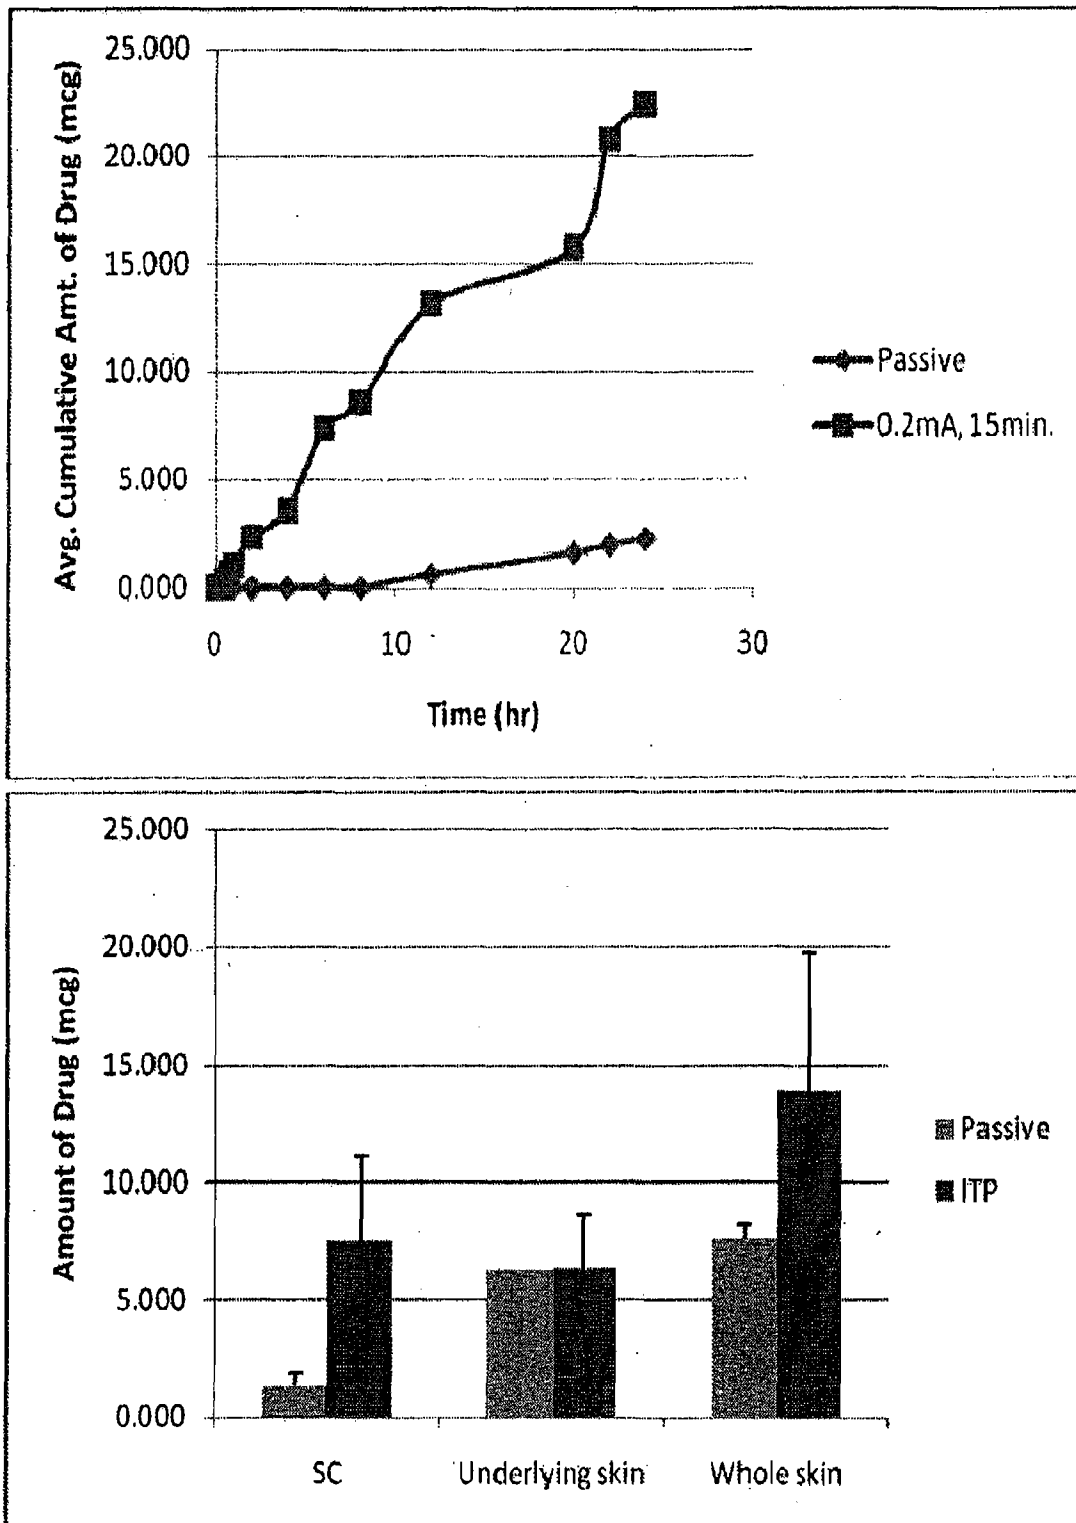 Avg. Cumulative Amt. of Drug (mcg)
25.000
20.000
15.000
10.000
5.000
0.000
0
10
20
30
Time (hr)
Passive
0.2mA, 15min.
Amount of Drug (mcg)
25.000
20.000
15.000
10.000
5.000
0.000
SC
Underlying skin
Whole skin
Passive
ITP